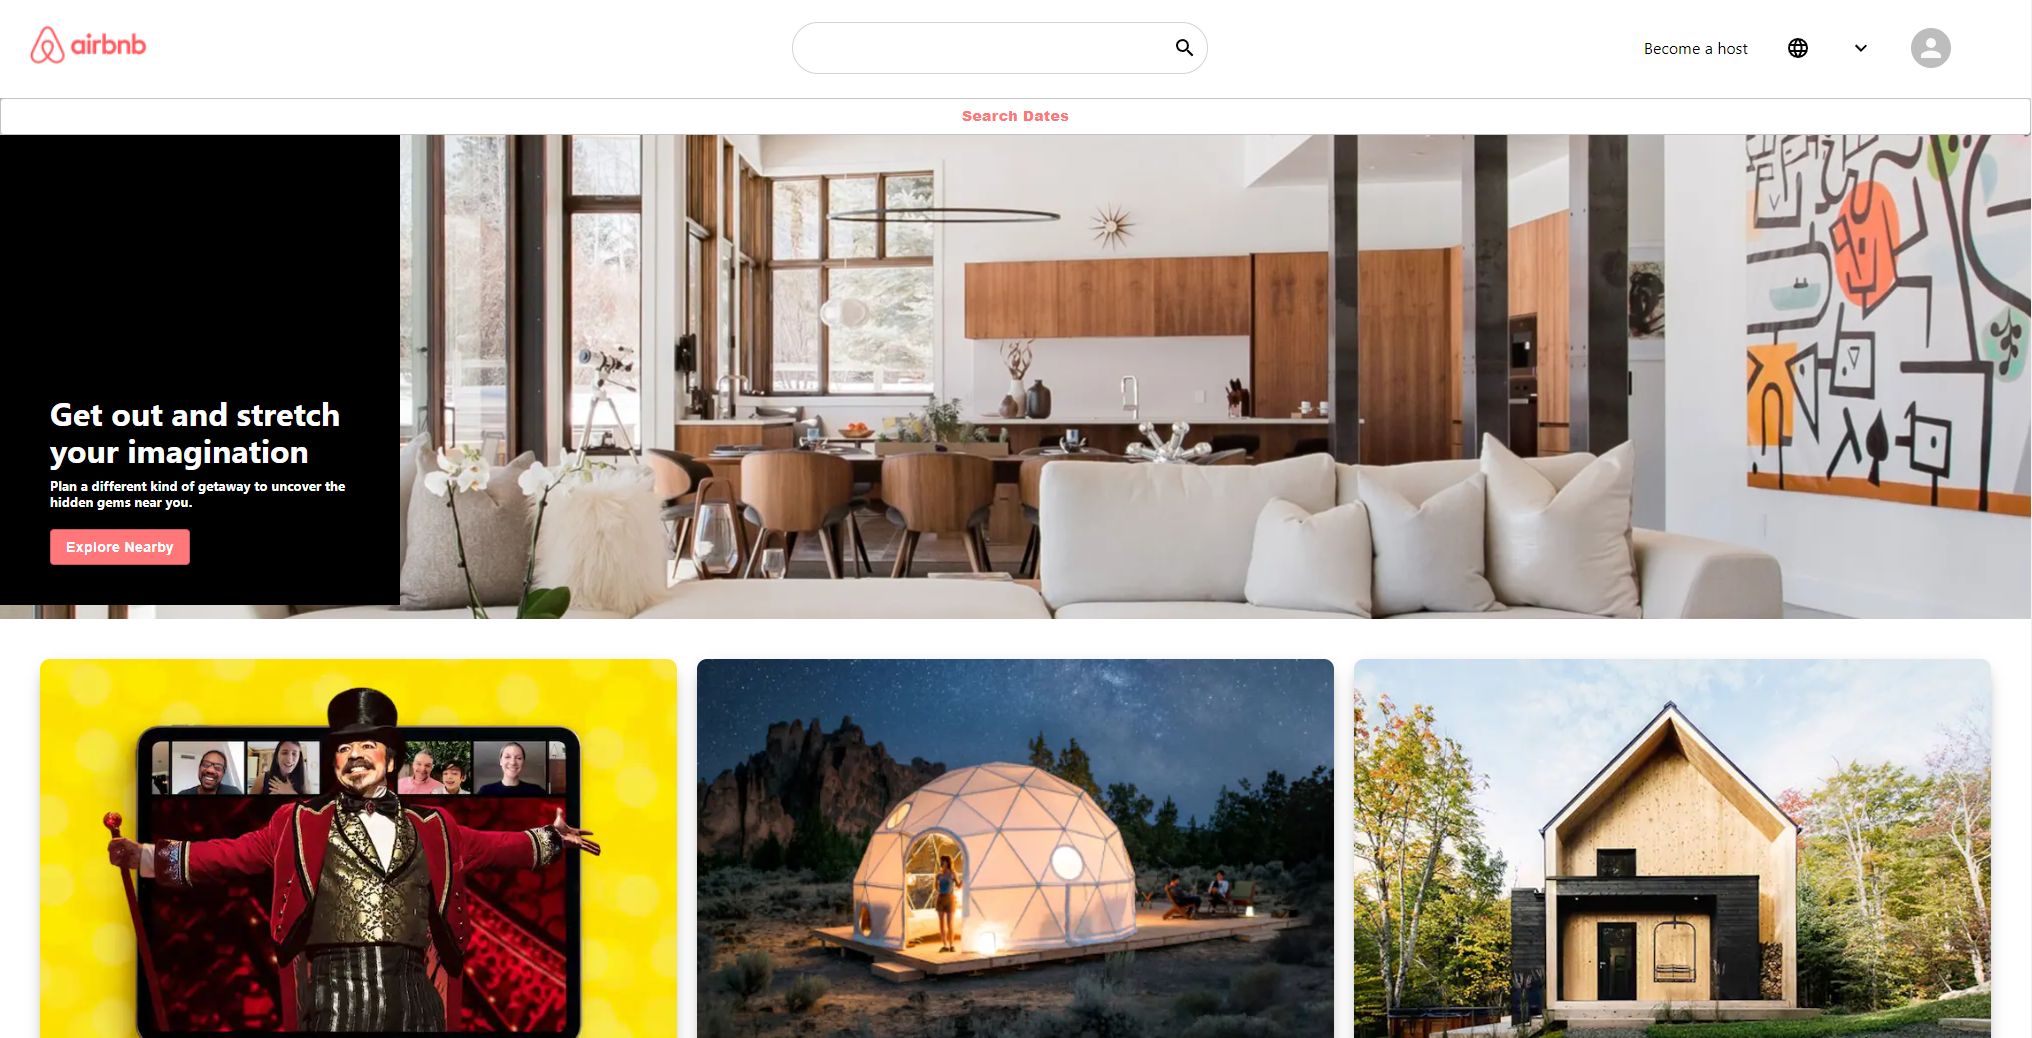 airbnb
Become a host
Search Dates
Get out and stretch
your imagination
Plan a different kind of getaway to uncover the
hidden gems near you.
Explore Nearby